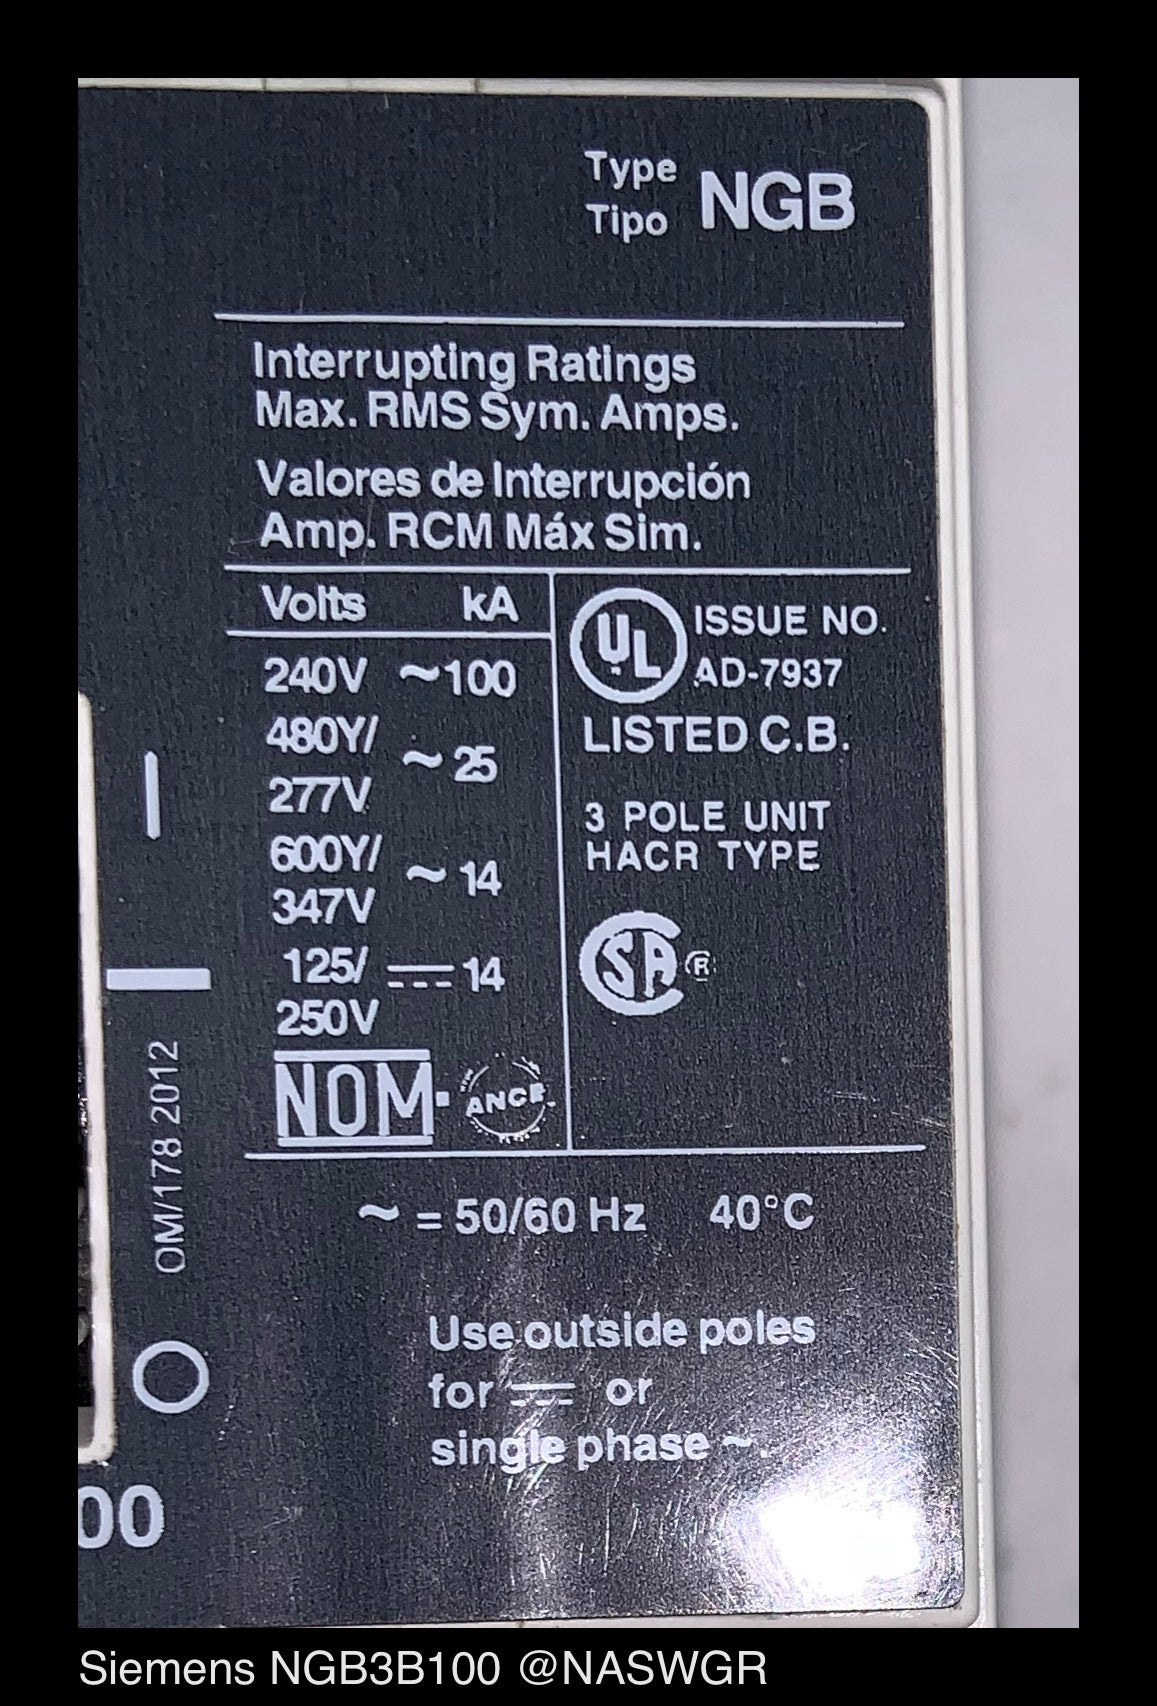 Type
Tipo NGB
Interrupting Ratings
Max. RMS Sym. Amps.
Valores de Interrupción
Amp. RCM Máx Sim.
Volts kA
240V ~100
480Y/
277V ~ 25
600Y/
347V ~ 14
125/
250V ⎓ 14
NOM. ANCE
UL ISSUE NO.
AD-7937
LISTED C.B.
3 POLE UNIT
HACR TYPE
CSA ®
OM/178 2012
~ = 50/60 Hz 40°C
Use outside poles
for ⎓ or
single phase ~.
00
Siemens NGB3B100 @NASWGR